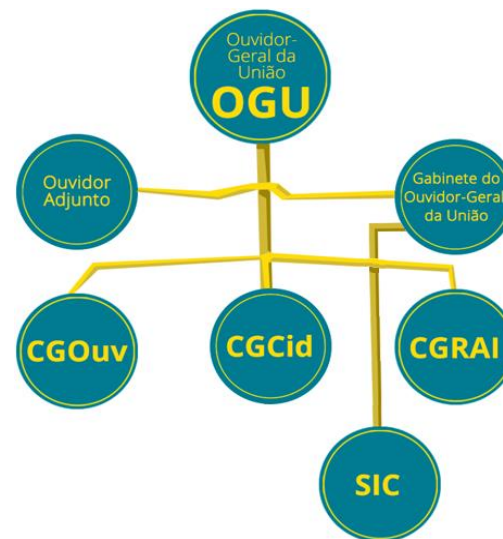 Ouvidor-
Geral da
União
OGU
Ouvidor
Adjunto
Gabinete do
Ouvidor-Geral
da União
CGOuv
CGCid
CGRAI
SIC